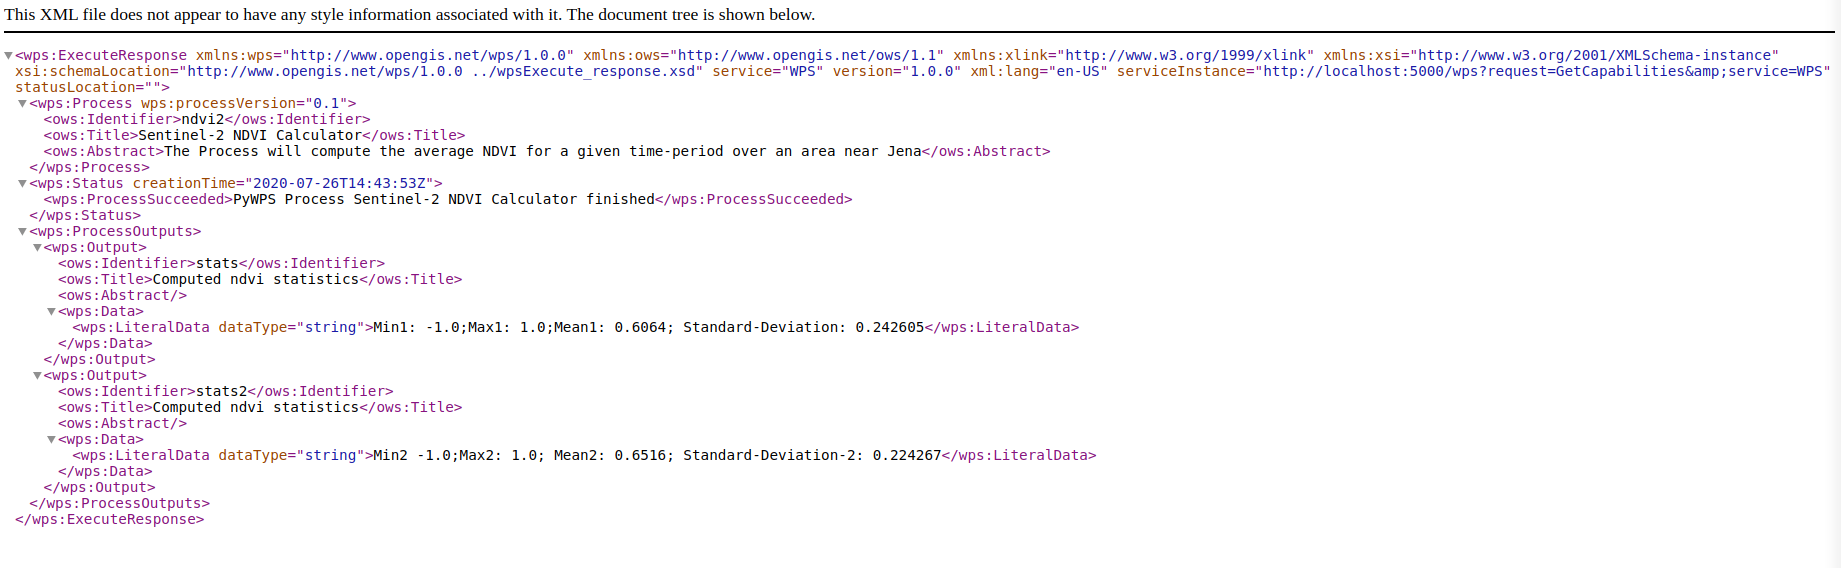 This XML file does not appear to have any style information associated with it. The document tree is shown below.
<wps:ExecuteResponse xmlns:wps="http://www.opengis.net/wps/1.0.0" xmlns:ows="http://www.opengis.net/ows/1.1" xmlns:xlink="http://www.w3.org/1999/xlink" xmlns:xsi="http://www.w3.org/2001/XMLSchema-instance"
xsi:schemaLocation="http://www.opengis.net/wps/1.0.0 ../wpsExecute_response.xsd" service="WPS" version="1.0.0" xml:lang="en-US" serviceInstance="http://localhost:5000/wps?request=GetCapabilities&amp;service=WPS"
statusLocation="">
<wps:Process wps:processVersion="0.1">
<ows:Identifier>ndvi2</ows:Identifier>
<ows:Title>Sentinel-2 NDVI Calculator</ows:Title>
<ows:Abstract>The Process will compute the average NDVI for a given time-period over an area near Jena</ows:Abstract>
</wps:Process>
<wps:Status creationTime="2020-07-26T14:43:53Z">
<wps:ProcessSucceeded>PyWPS Process Sentinel-2 NDVI Calculator finished</wps:ProcessSucceeded>
</wps:Status>
<wps:ProcessOutputs>
<wps:Output>
<ows:Identifier>stats</ows:Identifier>
<ows:Title>Computed ndvi statistics</ows:Title>
<ows:Abstract/>
<wps:Data>
<wps:LiteralData dataType="string">Min1: -1.0;Max1: 1.0;Mean1: 0.6064; Standard-Deviation: 0.242605</wps:LiteralData>
</wps:Data>
</wps:Output>
<wps:Output>
<ows:Identifier>stats2</ows:Identifier>
<ows:Title>Computed ndvi statistics</ows:Title>
<ows:Abstract/>
<wps:Data>
<wps:LiteralData dataType="string">Min2 -1.0;Max2: 1.0; Mean2: 0.6516; Standard-Deviation-2: 0.224267</wps:LiteralData>
</wps:Data>
</wps:Output>
</wps:ProcessOutputs>
</wps:ExecuteResponse>